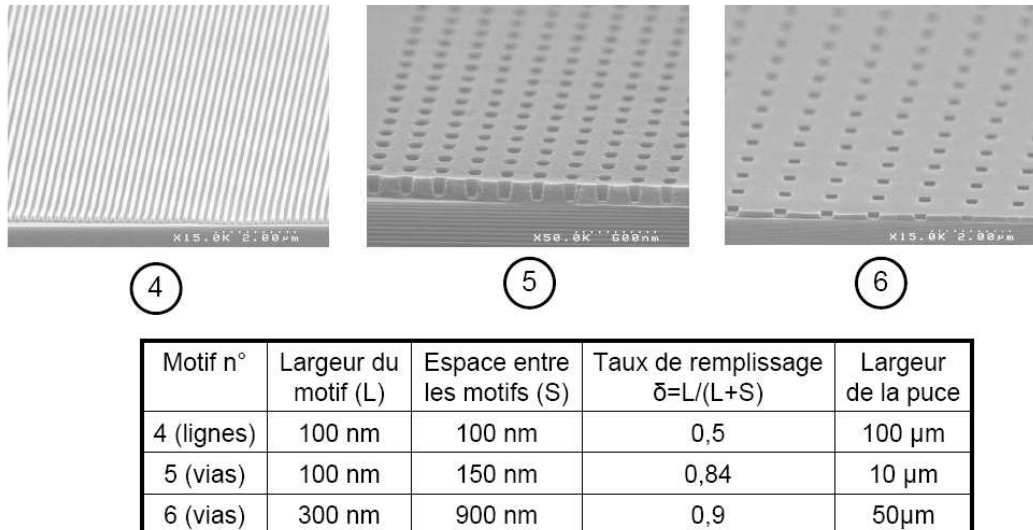 X15.0K 2.00µm
X50.0K 600nm
X15.0K 2.00µm
4
5
6
Motif n° Largeur du motif (L) Espace entre les motifs (S) Taux de remplissage δ=L/(L+S) Largeur de la puce
4 (lignes) 100 nm 100 nm 0,5 100 µm
5 (vias) 100 nm 150 nm 0,84 10 µm
6 (vias) 300 nm 900 nm 0,9 50µm